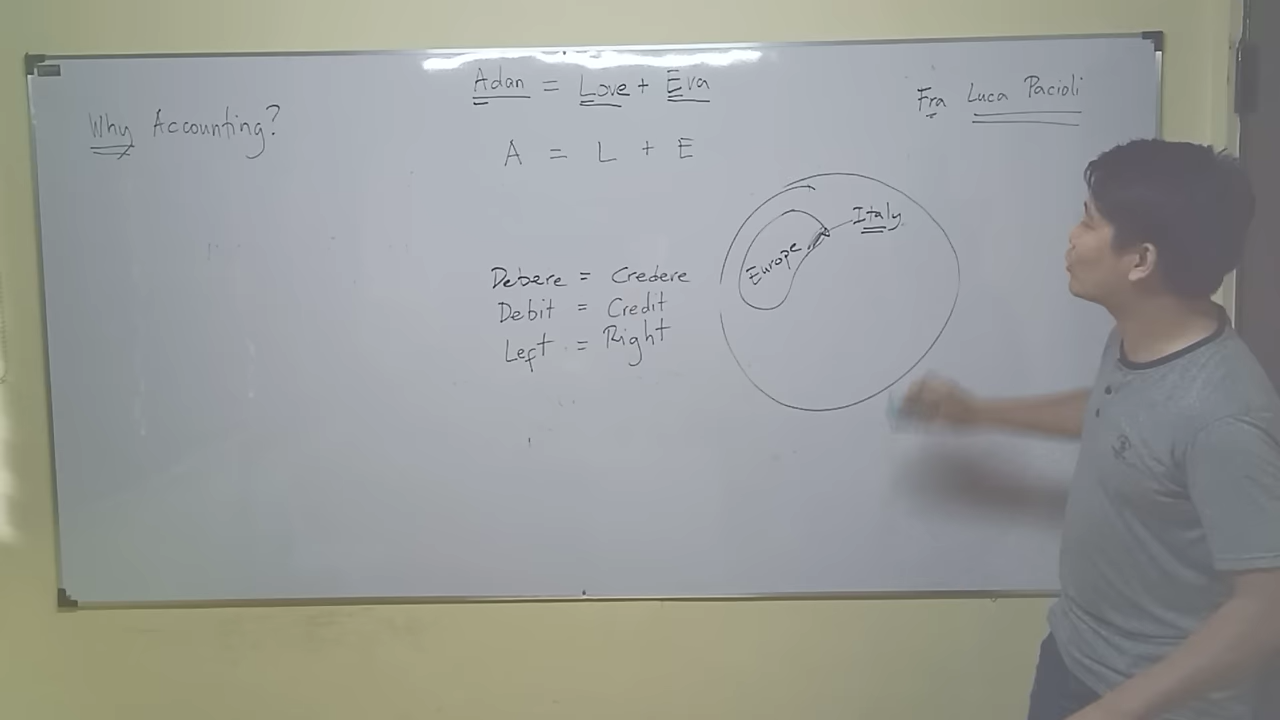 Why Accounting?
Adan = Love + Eva
A = L + E
Fra Luca Pacioli
Italy
Europe
Debere = Credere
Debit = Credit
Left = Right